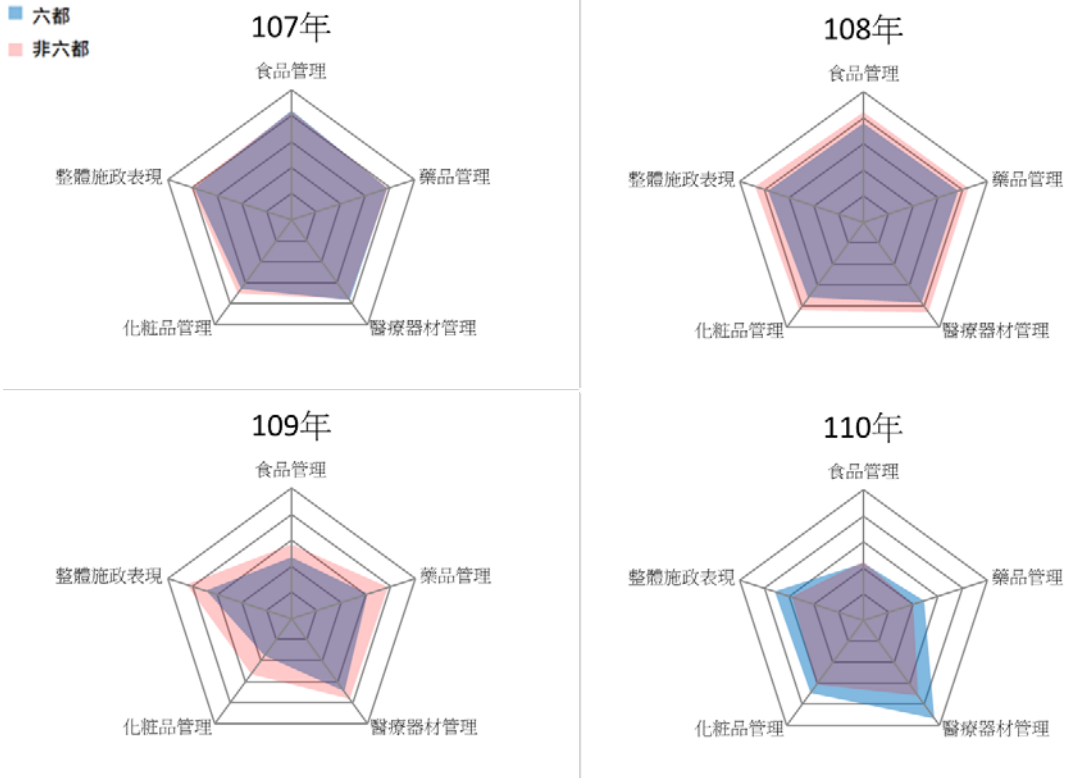 六都
非六都
107年
食品管理
藥品管理
醫療器材管理
化粧品管理
整體施政表現
108年
食品管理
藥品管理
醫療器材管理
化粧品管理
整體施政表現
109年
食品管理
藥品管理
醫療器材管理
化粧品管理
整體施政表現
110年
食品管理
藥品管理
醫療器材管理
化粧品管理
整體施政表現